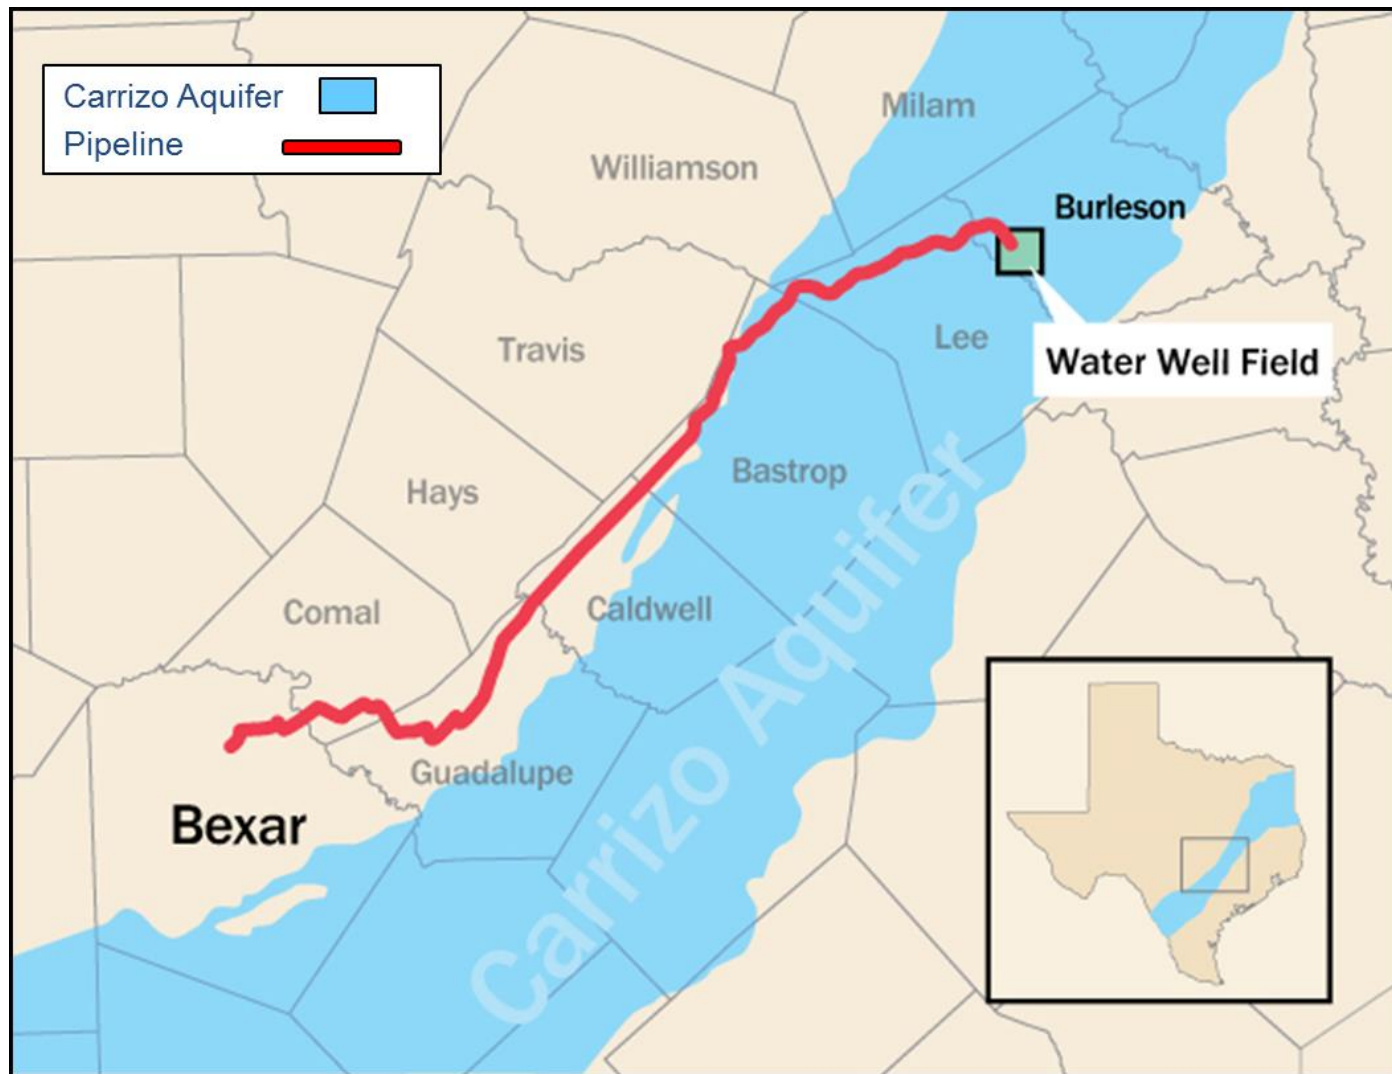 Carrizo Aquifer
Pipeline
Milam
Williamson
Burleson
Travis
Lee
Water Well Field
Bastrop
Hays
Caldwell
Comal
Guadalupe
Bexar
Carrizo Aquifer